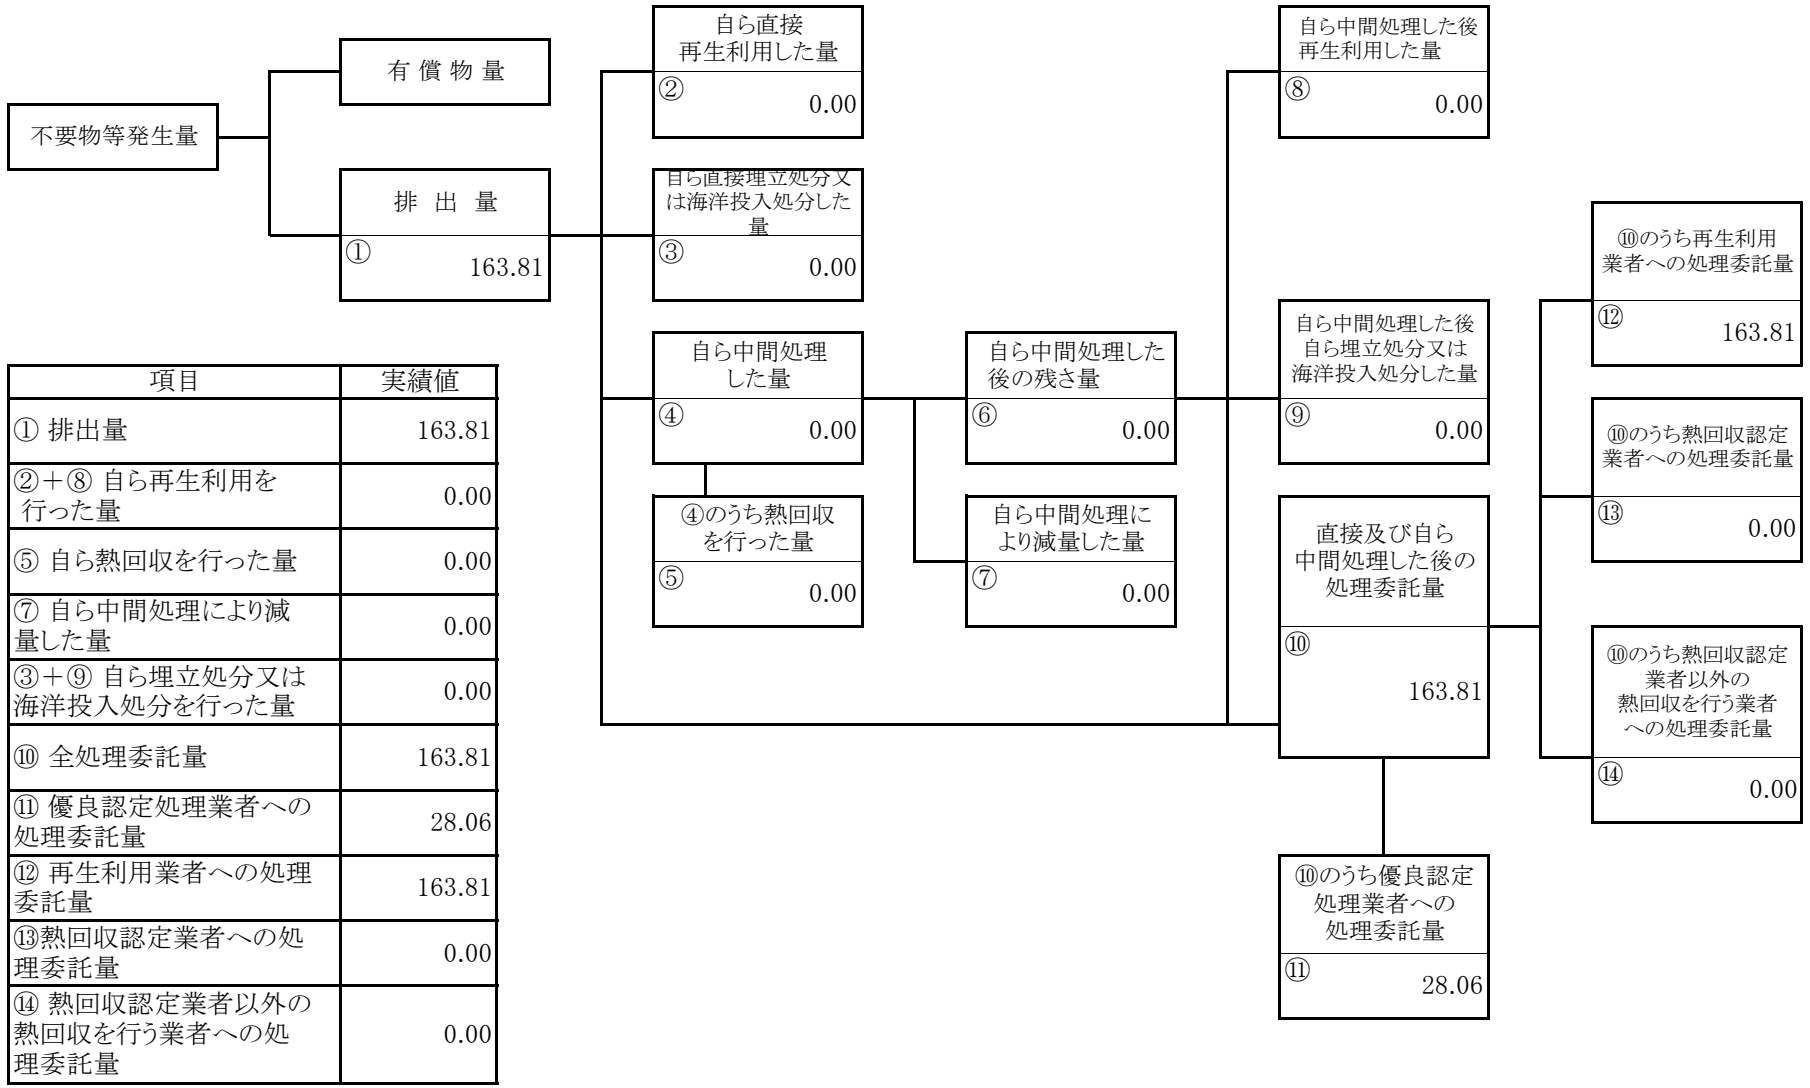 不要物等発生量
有 償 物 量
排 出 量
①
163.81
自ら直接
再生利用した量
②
0.00
自ら直接埋立処分又
は海洋投入処分した
量
③
0.00
自ら中間処理
した量
④
0.00
④のうち熱回収
を行った量
⑤
0.00
自ら中間処理した
後の残さ量
⑥
0.00
自ら中間処理に
より減量した量
⑦
0.00
自ら中間処理した後
再生利用した量
⑧
0.00
自ら中間処理した後
自ら埋立処分又は
海洋投入処分した量
⑨
0.00
直接及び自ら
中間処理した後の
処理委託量
⑩
163.81
⑩のうち優良認定
処理業者への
処理委託量
⑪
28.06
⑩のうち再生利用
業者への処理委託量
⑫
163.81
⑩のうち熱回収認定
業者への処理委託量
⑬
0.00
⑩のうち熱回収認定
業者以外の
熱回収を行う業者
への処理委託量
⑭
0.00
項目 実績値
① 排出量 163.81
②＋⑧ 自ら再生利用を
行った量 0.00
⑤ 自ら熱回収を行った量 0.00
⑦ 自ら中間処理により減
量した量 0.00
③＋⑨ 自ら埋立処分又は
海洋投入処分を行った量 0.00
⑩ 全処理委託量 163.81
⑪ 優良認定処理業者への
処理委託量 28.06
⑫ 再生利用業者への処理
委託量 163.81
⑬熱回収認定業者への処
理委託量 0.00
⑭ 熱回収認定業者以外の
熱回収を行う業者への処
理委託量 0.00